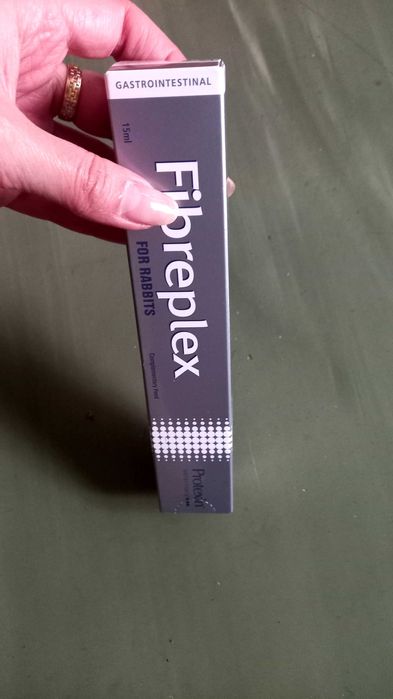 GASTROINTESTINAL
15ml
Fibreplex
FOR RABBITS
Complementary Feed
Protexin